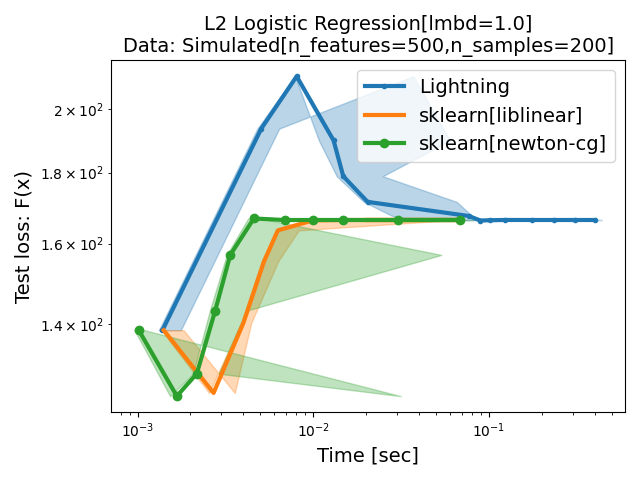 L2 Logistic Regression[lmbd=1.0]
Data: Simulated[n_features=500,n_samples=200]
Lightning
sklearn[liblinear]
sklearn[newton-cg]
Test loss: F(x)
2 × 10²
1.8 × 10²
1.6 × 10²
1.4 × 10²
10⁻³ 10⁻² 10⁻¹
Time [sec]